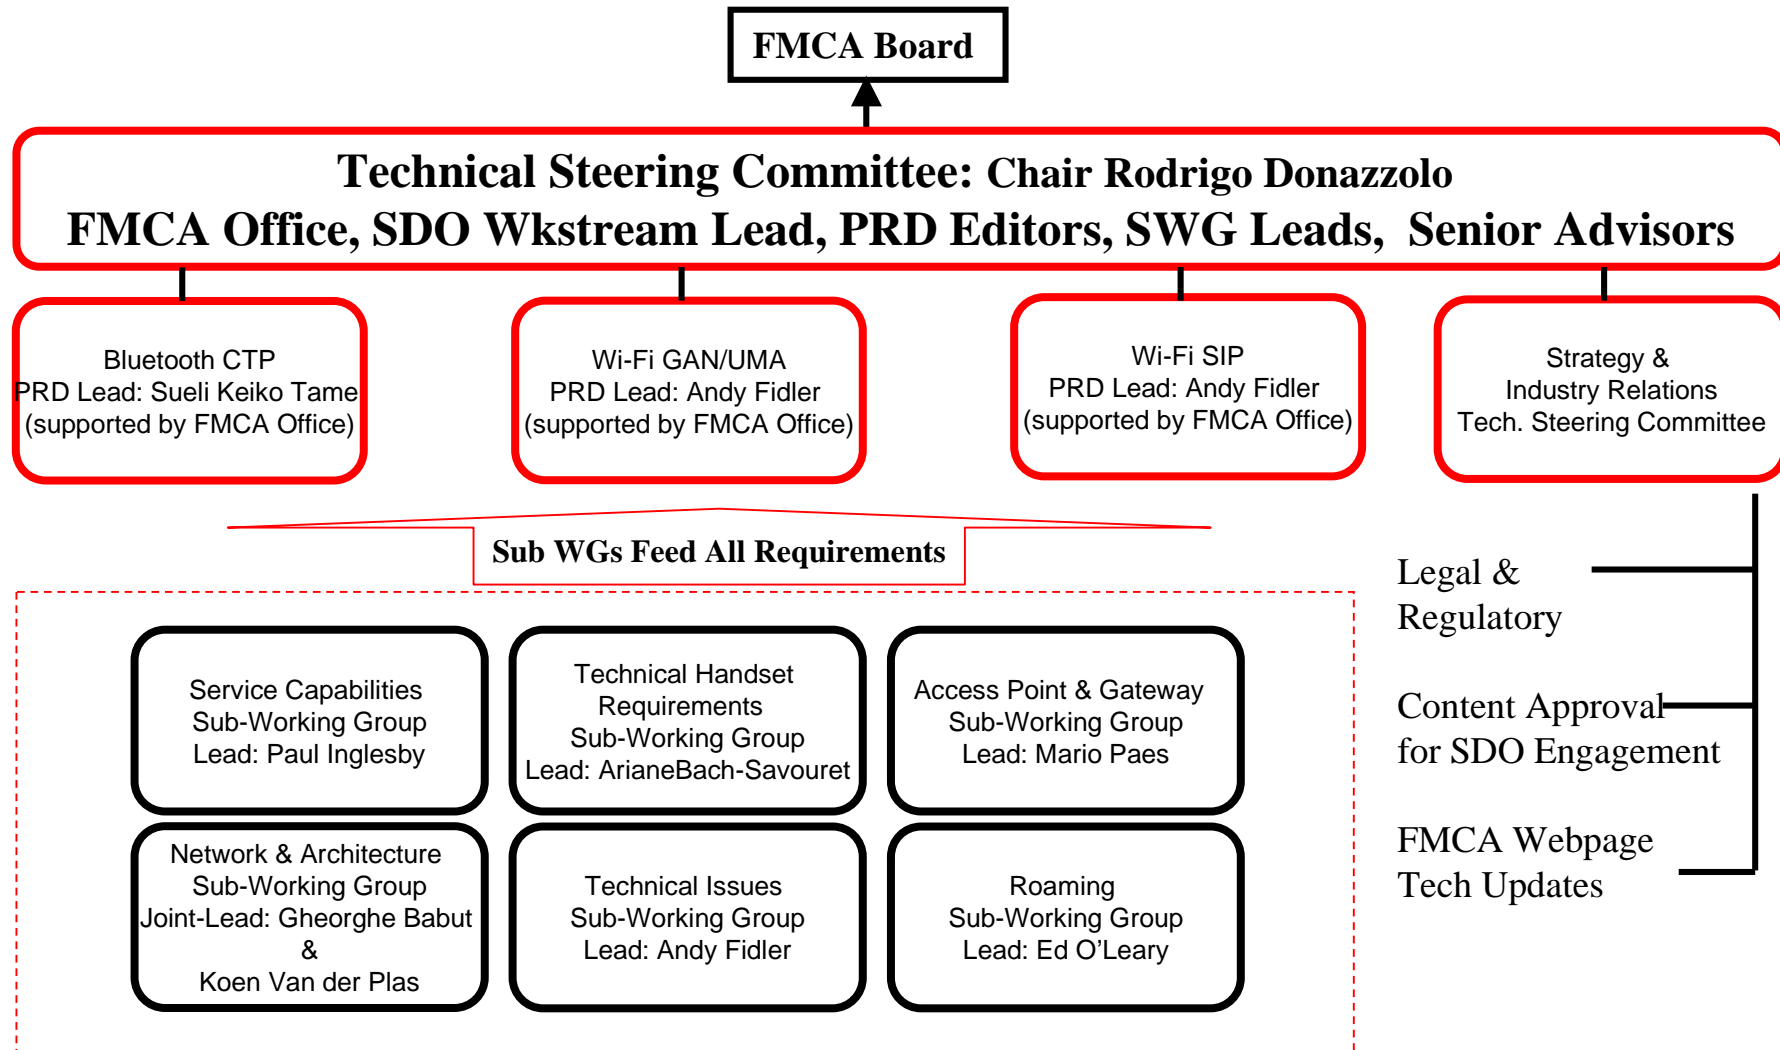 FMCA Board
Technical Steering Committee: Chair Rodrigo Donazzolo
FMCA Office, SDO Wkstream Lead, PRD Editors, SWG Leads, Senior Advisors
Bluetooth CTP
PRD Lead: Sueli Keiko Tame
(supported by FMCA Office)
Wi-Fi GAN/UMA
PRD Lead: Andy Fidler
(supported by FMCA Office)
Wi-Fi SIP
PRD Lead: Andy Fidler
(supported by FMCA Office)
Strategy &
Industry Relations
Tech. Steering Committee
Sub WGs Feed All Requirements
Service Capabilities
Sub-Working Group
Lead: Paul Inglesby
Technical Handset
Requirements
Sub-Working Group
Lead: ArianeBach-Savouret
Access Point & Gateway
Sub-Working Group
Lead: Mario Paes
Network & Architecture
Sub-Working Group
Joint-Lead: Gheorghe Babut
&
Koen Van der Plas
Technical Issues
Sub-Working Group
Lead: Andy Fidler
Roaming
Sub-Working Group
Lead: Ed O’Leary
Legal &
Regulatory
Content Approval
for SDO Engagement
FMCA Webpage
Tech Updates